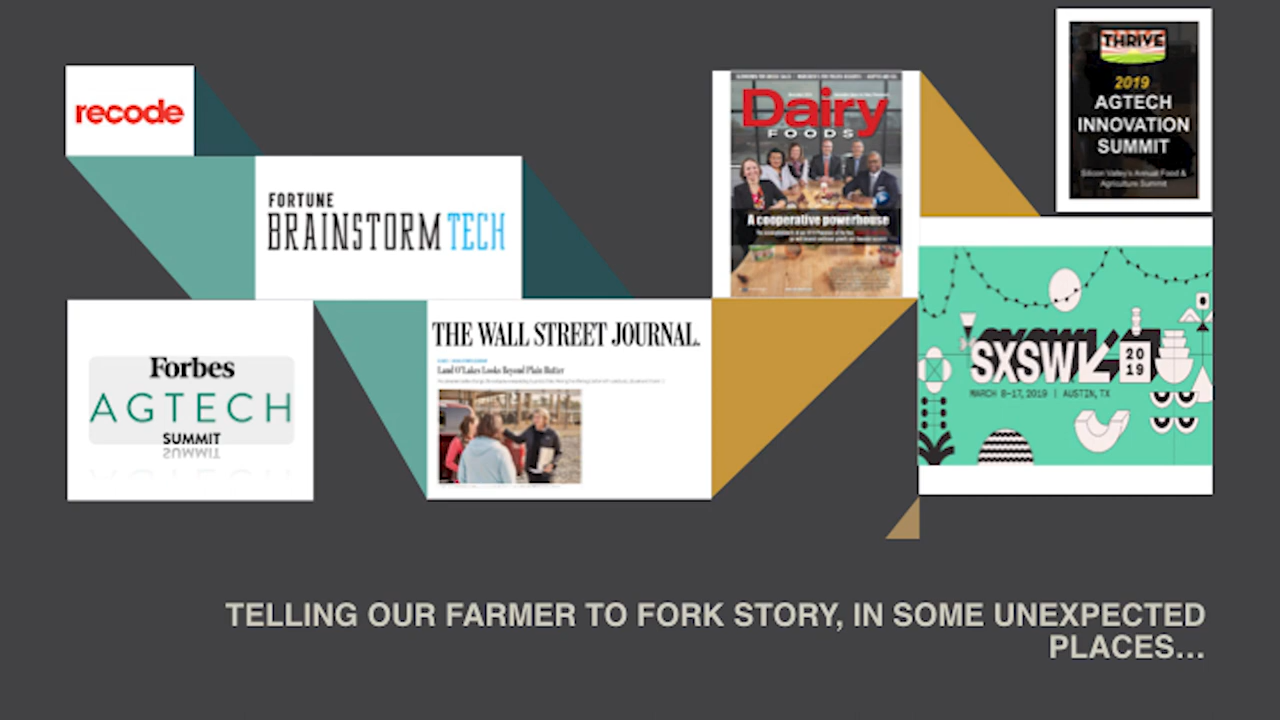 recode
FORTUNE
BRAINSTORM TECH
Forbes
AGTECH
SUMMIT
THE WALL STREET JOURNAL.
Land O'Lakes Looks Beyond Plain Butter
Dairy
FOODS
A cooperative powerhouse
THRIVE
2019
AGTECH
INNOVATION
SUMMIT
Silicon Valley's Annual Food &
Agriculture Summit
SXSW
20
19
MARCH 8–17, 2019 | AUSTIN, TX
TELLING OUR FARMER TO FORK STORY, IN SOME UNEXPECTED
PLACES...